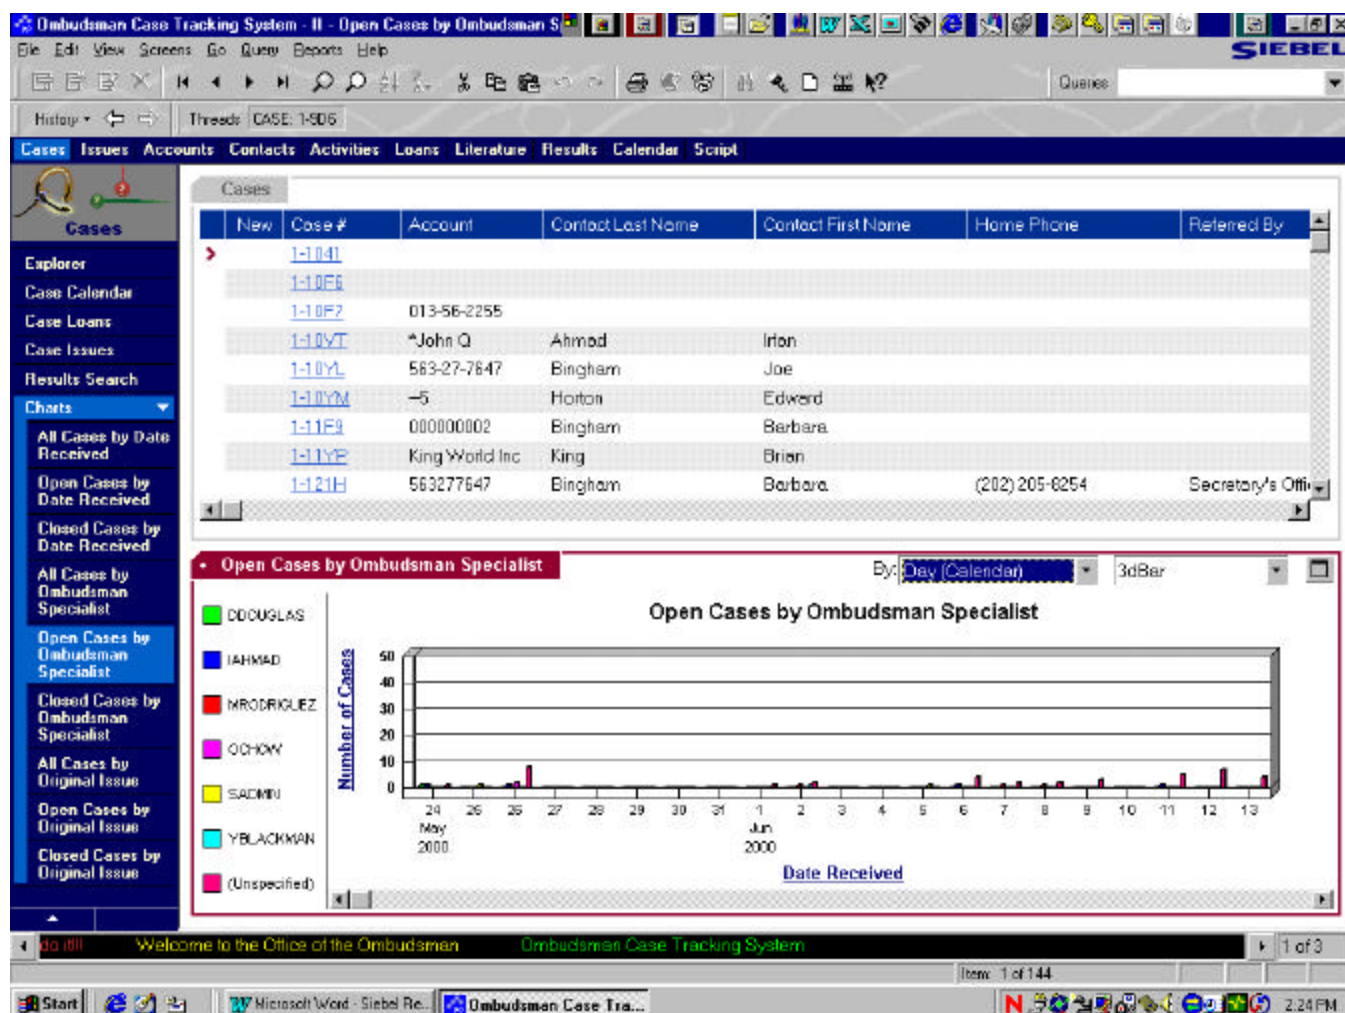 Ombudsman Case Tracking System - II - Open Cases by Ombudsman S
File Edit View Screens Go Query Reports Help
SIEBEL
Queries
History Threads CASE: 1-9D6
Cases Issues Accounts Contacts Activities Loans Literature Results Calendar Script
Cases
Explorer
Case Calendar
Case Loans
Case Issues
Results Search
Charts
All Cases by Date
Received
Open Cases by
Date Received
Closed Cases by
Date Received
All Cases by
Ombudsman
Specialist
Open Cases by
Ombudsman
Specialist
Closed Cases by
Ombudsman
Specialist
All Cases by
Original Issue
Open Cases by
Original Issue
Closed Cases by
Original Issue
Cases
New Case # Account Contact Last Name Contact First Name Home Phone Referred By
1-1041
1-10F6
1-10F7 013-56-2255
1-10VT *John Q Ahmad Irfan
1-10YL 563-27-7647 Bingham Joe
1-10YM --5 Horton Edward
1-11F9 000000002 Bingham Barbara
1-11YP King World Inc King Brian
1-121H 563277647 Bingham Barbara (202) 205-8254 Secretary's Offi
Open Cases by Ombudsman Specialist By: Day (Calendar) 3dBar
DDOUGLAS
IAHMAD
MRODRIGUEZ
OCHOW
SADMIN
YBLACKMAN
(Unspecified)
Open Cases by Ombudsman Specialist
Number of Cases
50
40
30
20
10
0
24 25 26 27 28 29 30 31 1 2 3 4 5 6 7 8 9 10 11 12 13
May Jun
2000 2000
Date Received
do it!!! Welcome to the Office of the Ombudsman Ombudsman Case Tracking System 1 of 3
Item: 1 of 144
Start Microsoft Word - Siebel Re... Ombudsman Case Tra... 2:24 PM